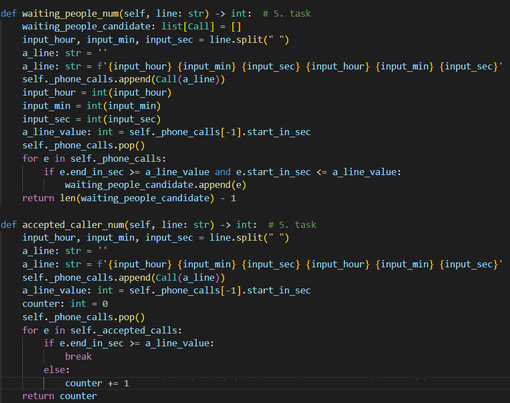 def waiting_people_num(self, line: str) -> int:  # 5. task
    waiting_people_candidate: list[Call] = []
    input_hour, input_min, input_sec = line.split(" ")
    a_line: str = ''
    a_line: str = f'{input_hour} {input_min} {input_sec} {input_hour} {input_min} {input_sec}'
    self._phone_calls.append(Call(a_line))
    input_hour = int(input_hour)
    input_min = int(input_min)
    input_sec = int(input_sec)
    a_line_value: int = self._phone_calls[-1].start_in_sec
    self._phone_calls.pop()
    for e in self._phone_calls:
        if e.end_in_sec >= a_line_value and e.start_in_sec <= a_line_value:
            waiting_people_candidate.append(e)
    return len(waiting_people_candidate) - 1

def accepted_caller_num(self, line: str) -> int:  # 5. task
    input_hour, input_min, input_sec = line.split(" ")
    a_line: str = ''
    a_line: str = f'{input_hour} {input_min} {input_sec} {input_hour} {input_min} {input_sec}'
    self._phone_calls.append(Call(a_line))
    a_line_value: int = self._phone_calls[-1].start_in_sec
    counter: int = 0
    self._phone_calls.pop()
    for e in self._accepted_calls:
        if e.end_in_sec >= a_line_value:
            break
        else:
            counter += 1
    return counter